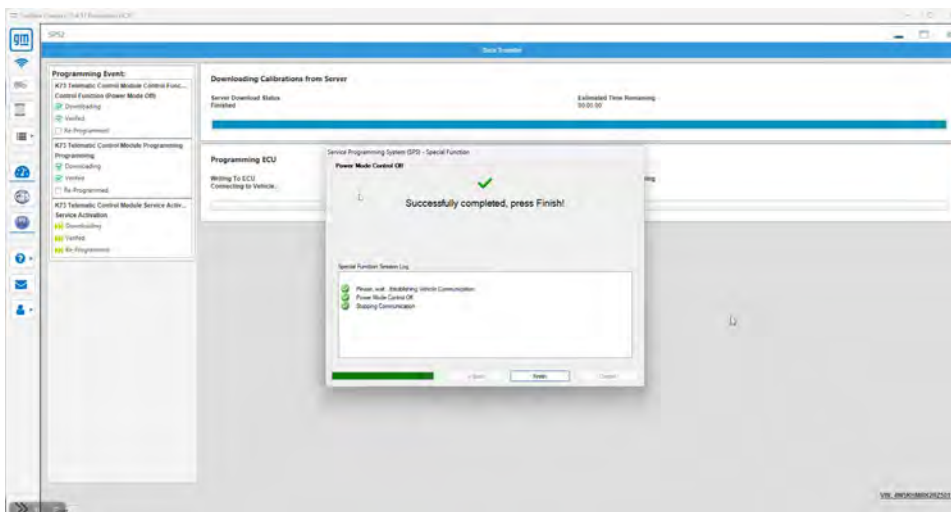 gm
SPS2
Data Transfer
Programming Event:
K73 Telematic Control Module Control Func...
Control Function (Power Mode Off)
Downloading
Verified
Re-Programmed
K73 Telematic Control Module Programming
Programming
Downloading
Verified
Re-Programmed
K73 Telematic Control Module Service Activ...
Service Activation
Downloading
Verified
Re-Programmed
Downloading Calibrations from Server
Server Download Status
Finished
Estimated Time Remaining
00:01:00
Programming ECU
Writing To ECU
Connecting to Vehicle..
Service Programming System (SPS) - Special Function
Power Mode Control Off
Successfully completed, press Finish!
Special Function Session Log
Please, wait... Establishing Vehicle Communication
Power Mode Control Off
Stopping Communication
Finish